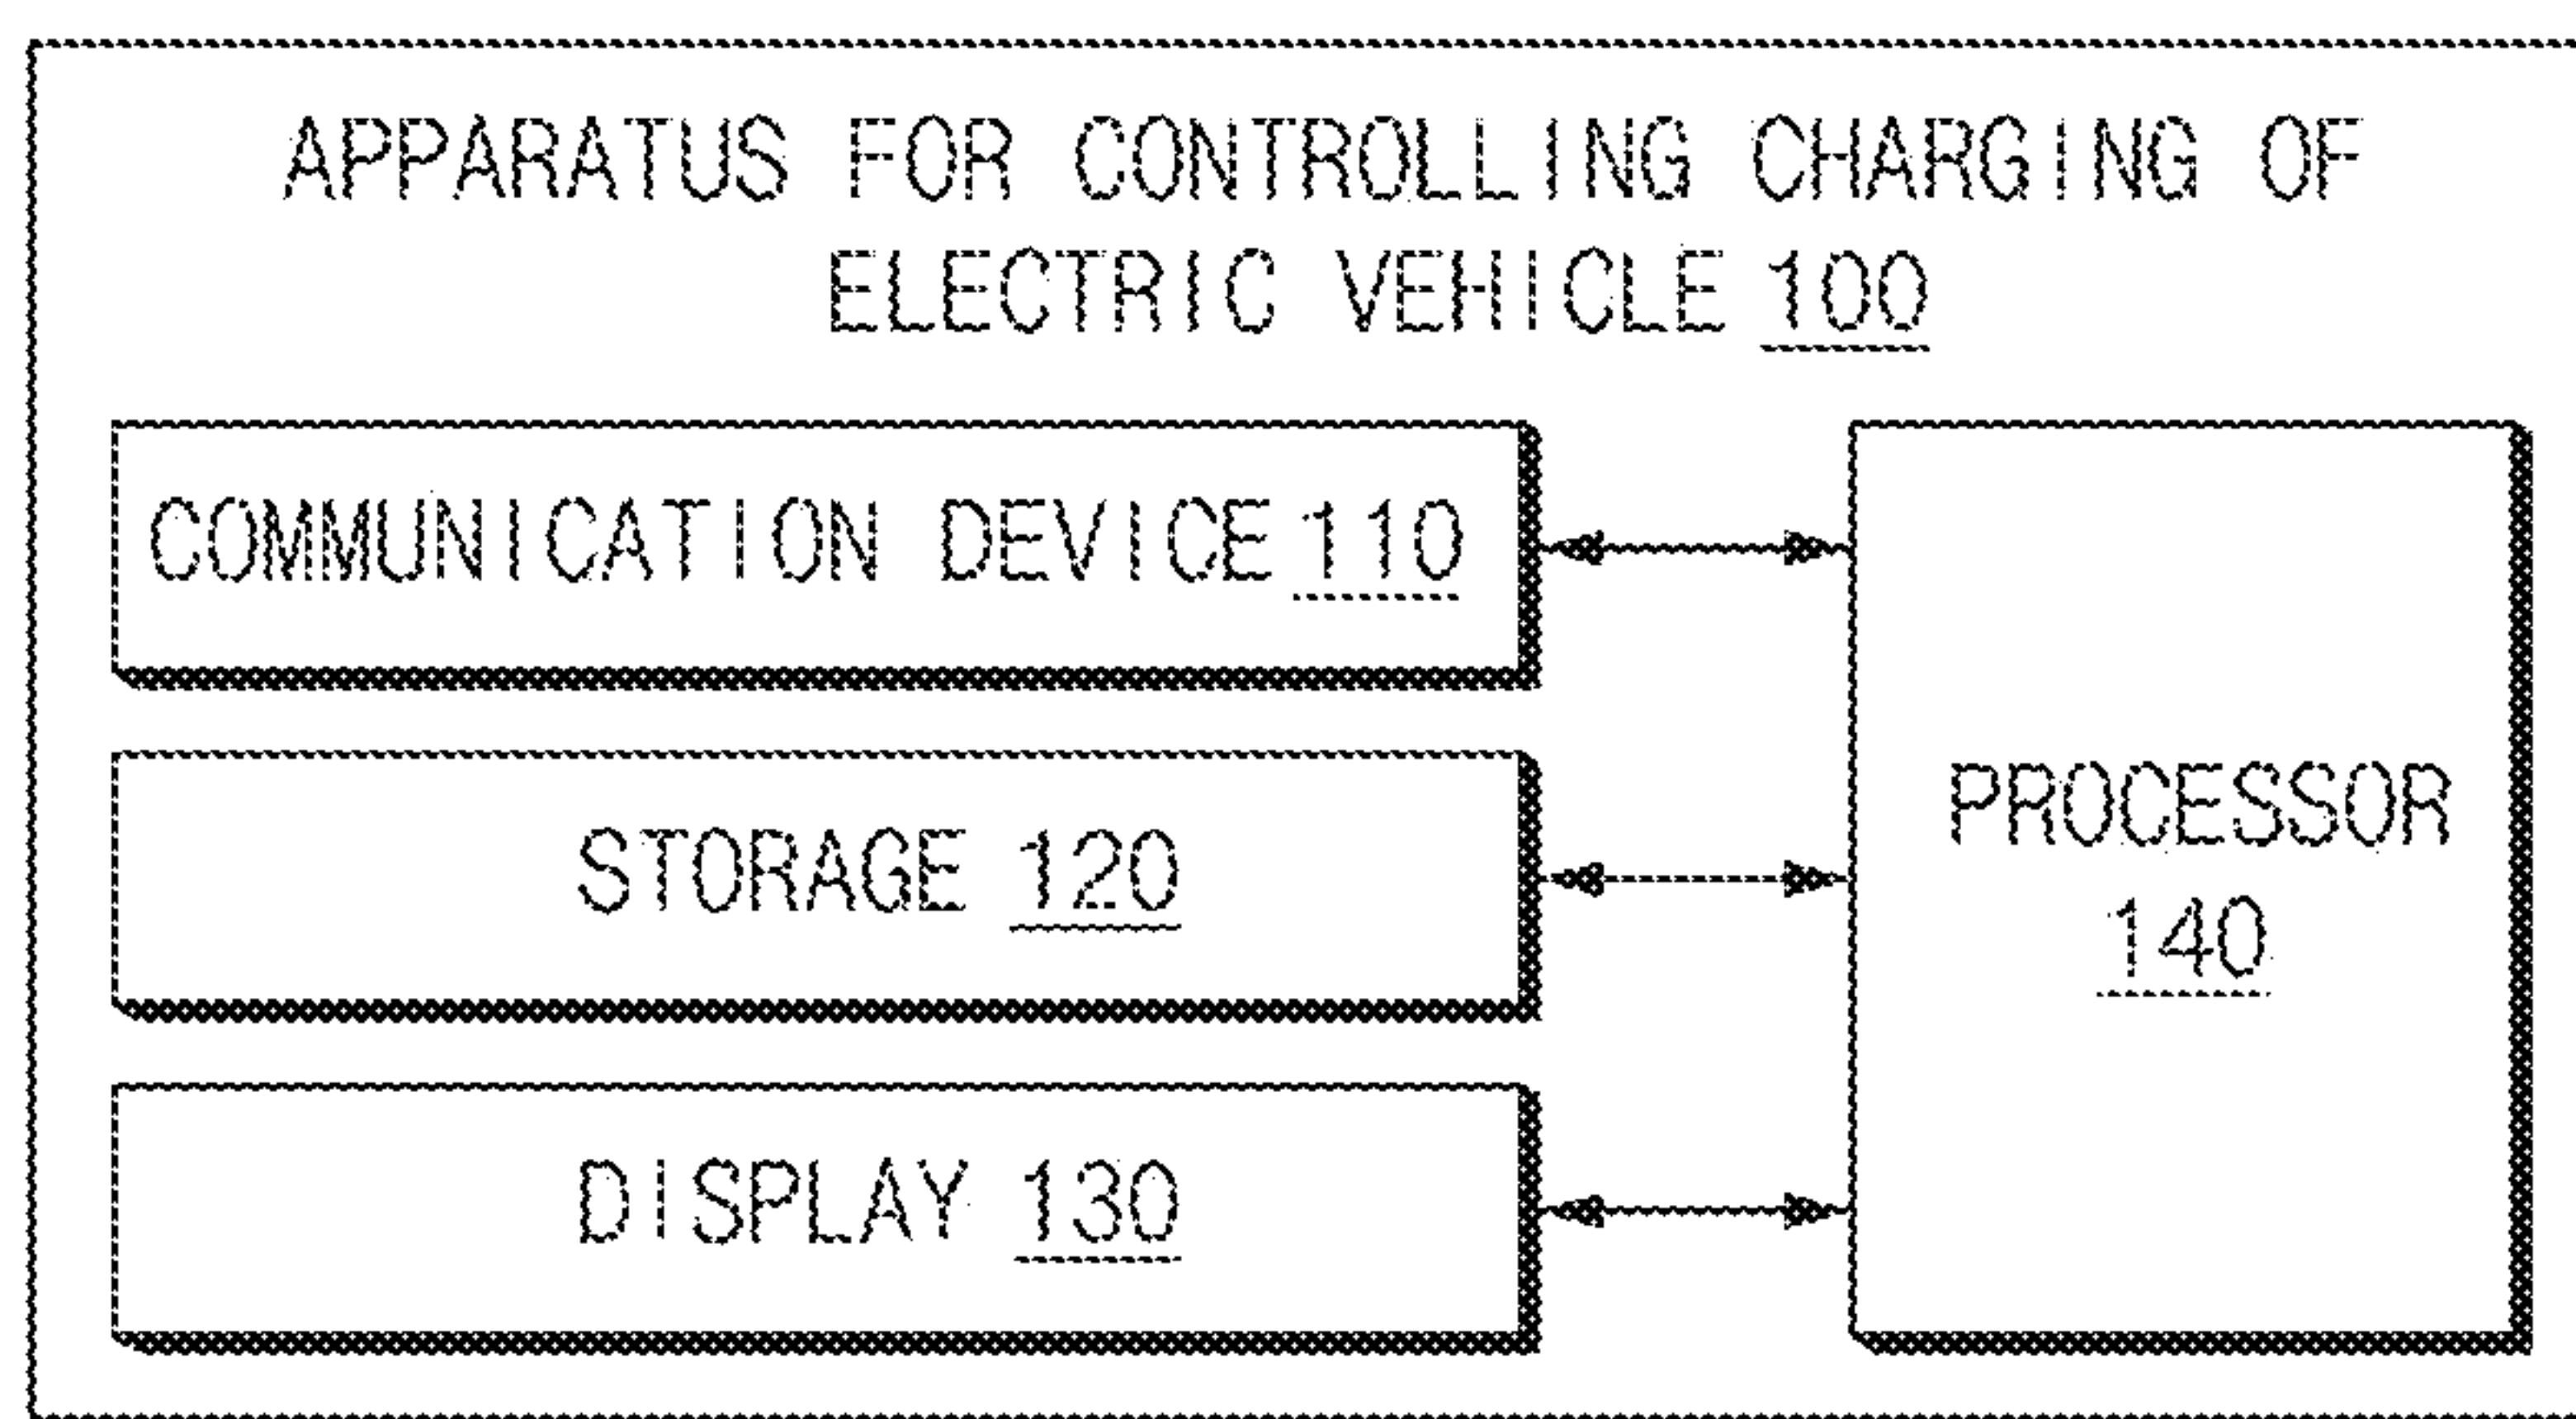 APPARATUS FOR CONTROLLING CHARGING OF
ELECTRIC VEHICLE 100
COMMUNICATION DEVICE 110
STORAGE 120
DISPLAY 130
PROCESSOR
140